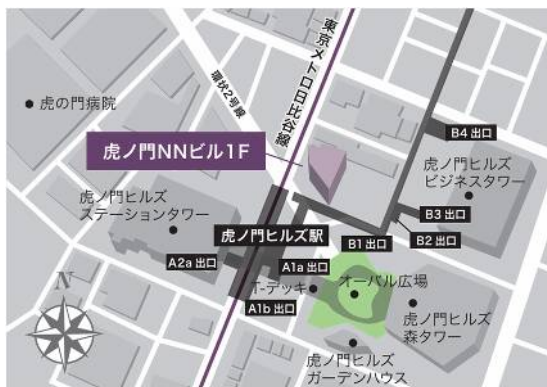 東京メトロ日比谷線
環状2号線
虎の門病院
虎ノ門NNビル1F
B4 出口
虎ノ門ヒルズ
ビジネスタワー
虎ノ門ヒルズ
ステーションタワー
B3 出口
虎ノ門ヒルズ駅
B1 出口
B2 出口
A2a 出口
A1a 出口
オーバル広場
T-デッキ
A1b 出口
虎ノ門ヒルズ
森タワー
虎ノ門ヒルズ
ガーデンハウス
N